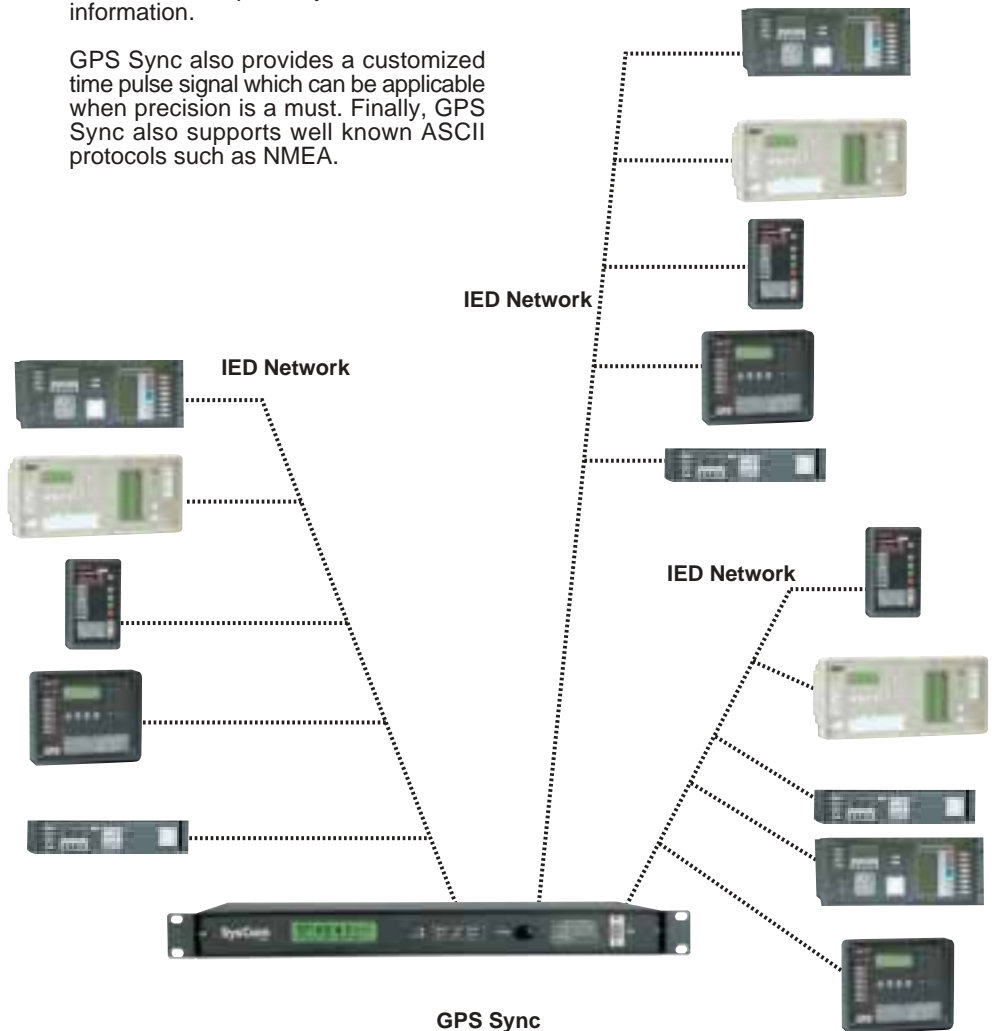 information.
GPS Sync also provides a customized
time pulse signal which can be applicable
when precision is a must. Finally, GPS
Sync also supports well known ASCII
protocols such as NMEA.
IED Network
IED Network
IED Network
SysCom
GPS Sync